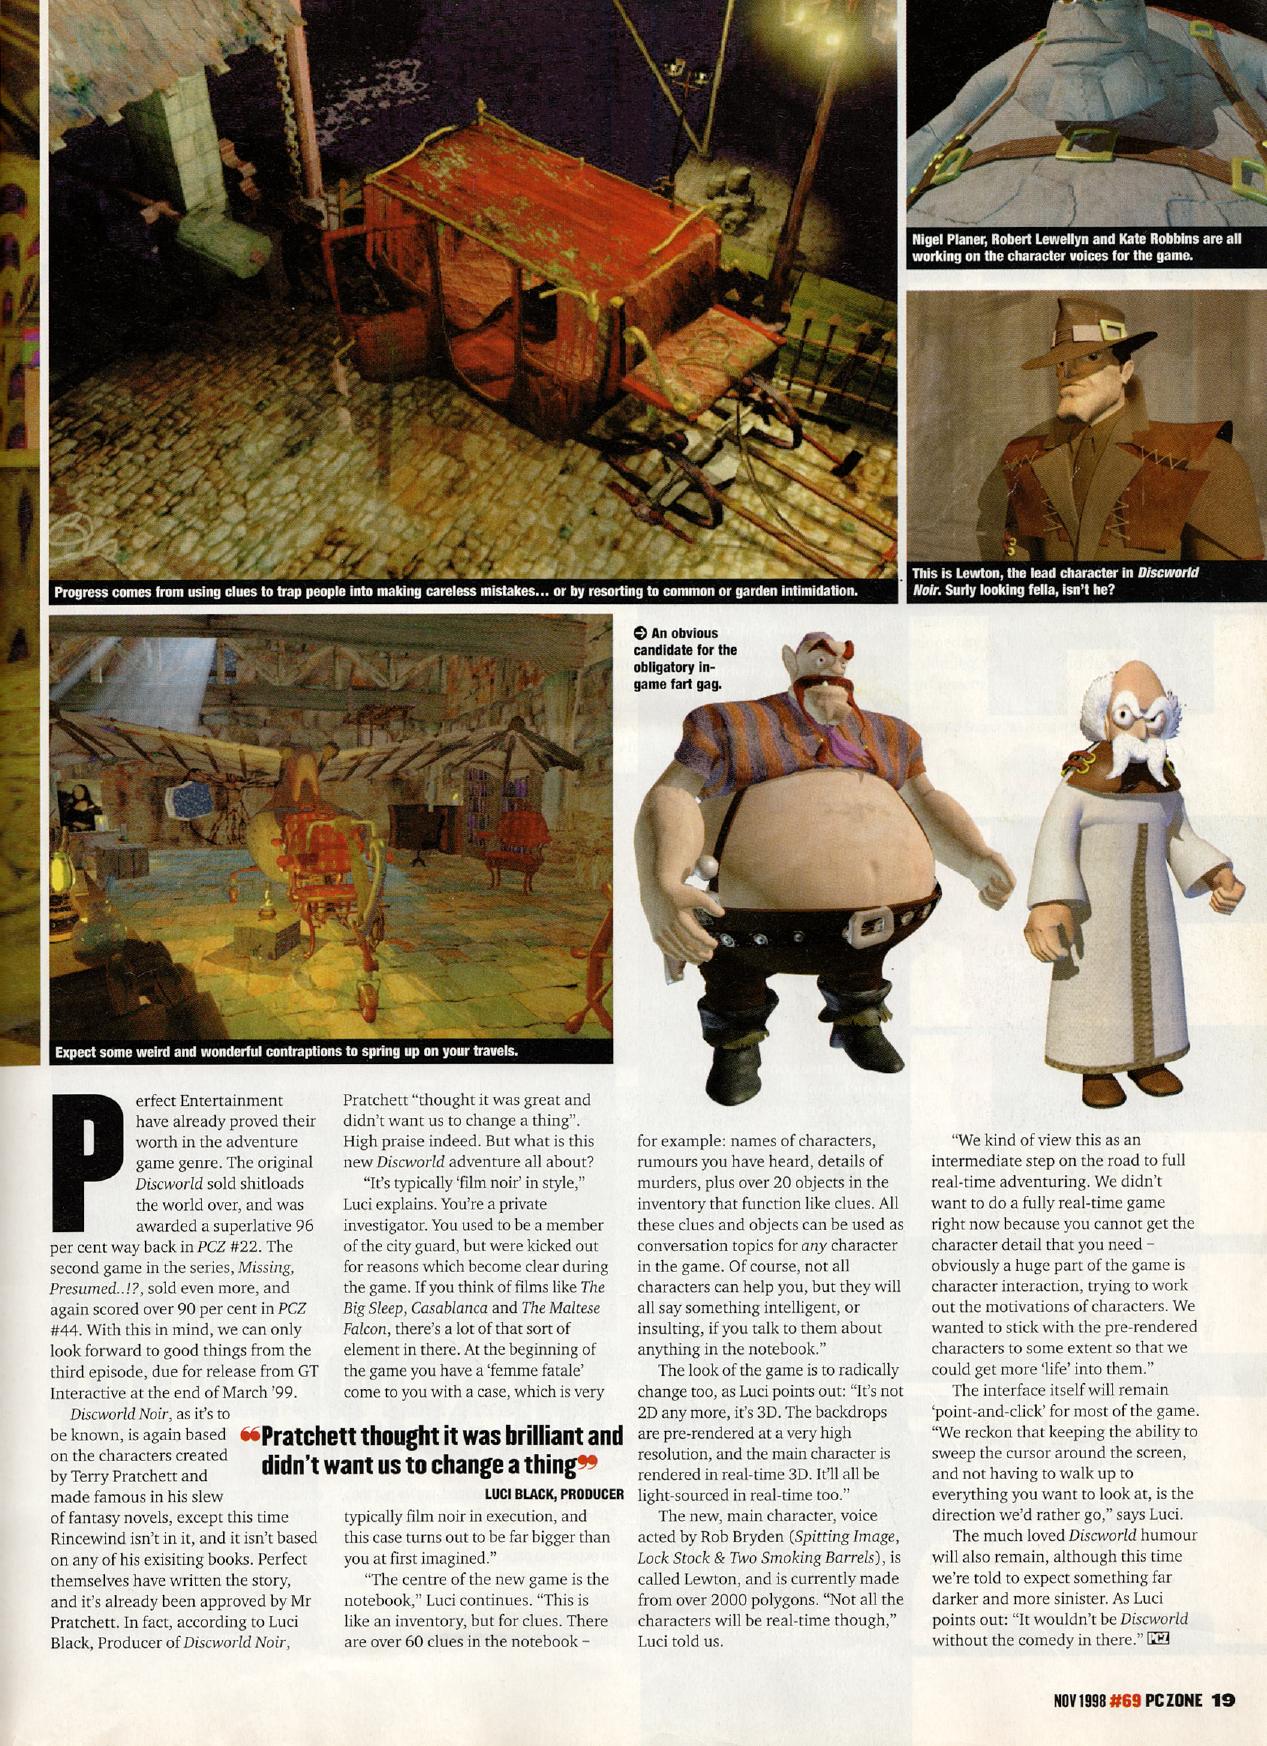 Nigel Planer, Robert Lewellyn and Kate Robbins are all
working on the character voices for the game.
Progress comes from using clues to trap people into making careless mistakes... or by resorting to common or garden intimidation.
This is Lewton, the lead character in Discworld
Noir. Surly looking fella, isn't he?
An obvious
candidate for the
obligatory in-
game fart gag.
Expect some weird and wonderful contraptions to spring up on your travels.
Perfect Entertainment
have already proved their
worth in the adventure
game genre. The original
Discworld sold shitloads
the world over, and was
awarded a superlative 96
per cent way back in PCZ #22. The
second game in the series, Missing,
Presumed..!?, sold even more, and
again scored over 90 per cent in PCZ
#44. With this in mind, we can only
look forward to good things from the
third episode, due for release from GT
Interactive at the end of March '99.
Discworld Noir, as it's to
be known, is again based
on the characters created
by Terry Pratchett and
made famous in his slew
of fantasy novels, except this time
Rincewind isn't in it, and it isn't based
on any of his exisiting books. Perfect
themselves have written the story,
and it's already been approved by Mr
Pratchett. In fact, according to Luci
Black, Producer of Discworld Noir,
Pratchett “thought it was great and
didn't want us to change a thing”.
High praise indeed. But what is this
new Discworld adventure all about?
“It's typically ‘film noir’ in style,”
Luci explains. You're a private
investigator. You used to be a member
of the city guard, but were kicked out
for reasons which become clear during
the game. If you think of films like The
Big Sleep, Casablanca and The Maltese
Falcon, there's a lot of that sort of
element in there. At the beginning of
the game you have a ‘femme fatale’
come to you with a case, which is very
“Pratchett thought it was brilliant and
didn't want us to change a thing”
LUCI BLACK, PRODUCER
typically film noir in execution, and
this case turns out to be far bigger than
you at first imagined.”
“The centre of the new game is the
notebook,” Luci continues. “This is
like an inventory, but for clues. There
are over 60 clues in the notebook –
for example: names of characters,
rumours you have heard, details of
murders, plus over 20 objects in the
inventory that function like clues. All
these clues and objects can be used as
conversation topics for any character
in the game. Of course, not all
characters can help you, but they will
all say something intelligent, or
insulting, if you talk to them about
anything in the notebook.”
The look of the game is to radically
change too, as Luci points out: “It's not
2D any more, it's 3D. The backdrops
are pre-rendered at a very high
resolution, and the main character is
rendered in real-time 3D. It'll all be
light-sourced in real-time too.”
The new, main character, voice
acted by Rob Bryden (Spitting Image,
Lock Stock & Two Smoking Barrels), is
called Lewton, and is currently made
from over 2000 polygons. “Not all the
characters will be real-time though,”
Luci told us.
“We kind of view this as an
intermediate step on the road to full
real-time adventuring. We didn't
want to do a fully real-time game
right now because you cannot get the
character detail that you need –
obviously a huge part of the game is
character interaction, trying to work
out the motivations of characters. We
wanted to stick with the pre-rendered
characters to some extent so that we
could get more ‘life’ into them.”
The interface itself will remain
‘point-and-click’ for most of the game.
“We reckon that keeping the ability to
sweep the cursor around the screen,
and not having to walk up to
everything you want to look at, is the
direction we'd rather go,” says Luci.
The much loved Discworld humour
will also remain, although this time
we're told to expect something far
darker and more sinister. As Luci
points out: “It wouldn't be Discworld
without the comedy in there.” PCZ
NOV 1998 #69 PC ZONE 19